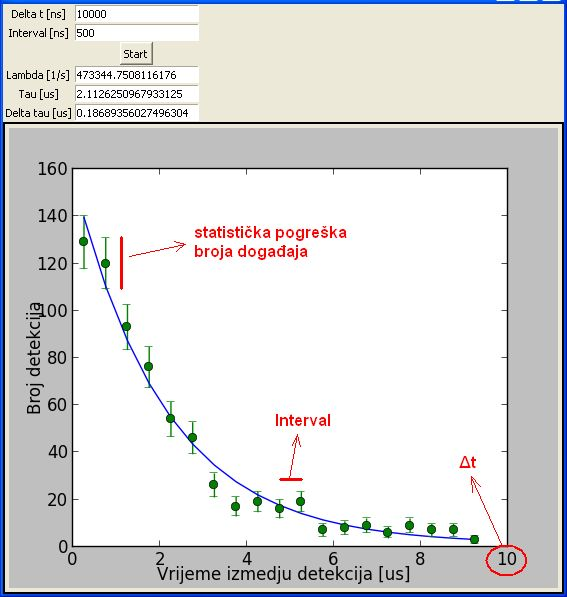 Delta t [ns] 10000
Interval [ns] 500
Start
Lambda [1/s] 473344.7508116176
Tau [us] 2.1126250967933125
Delta tau [us] 0.18689356027496304
160
140
120
100
80
60
40
20
0
Broj detekcija
statistička pogreška
broja događaja
Interval
Δt
0 2 4 6 8 10
Vrijeme izmedju detekcija [us]